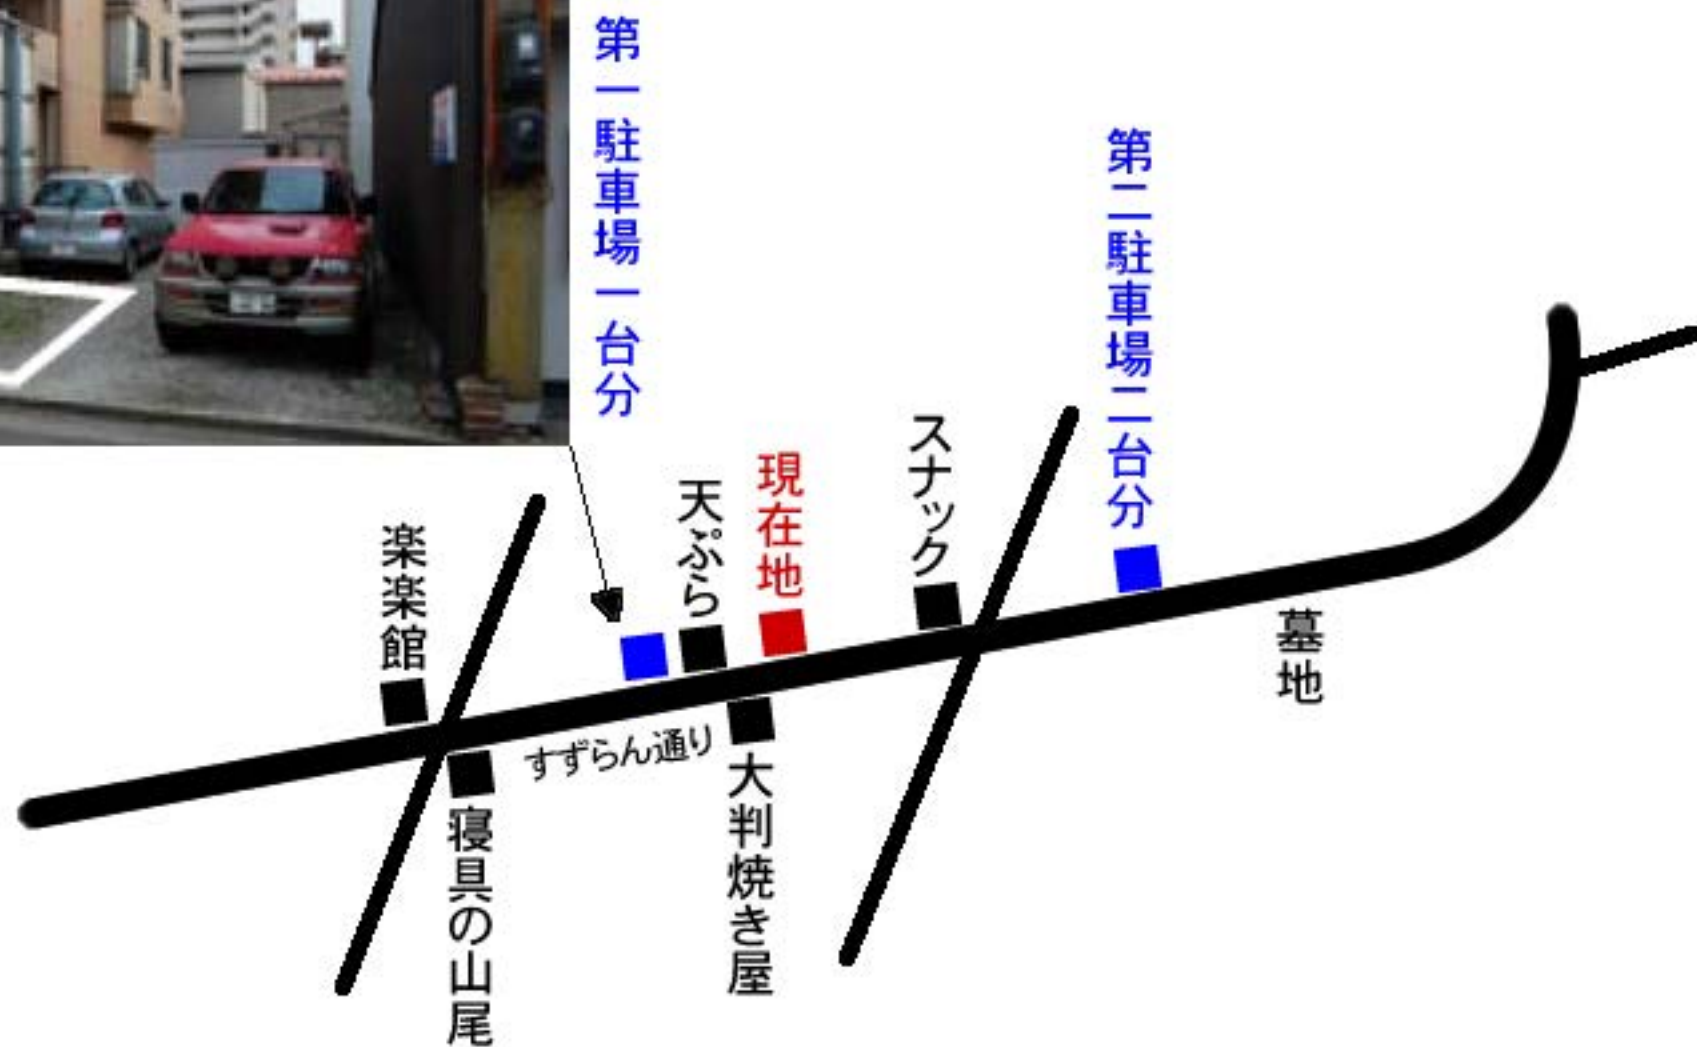 第一駐車場一台分
第二駐車場二台分
楽楽館
天ぷら
現在地
スナック
すずらん通り
墓地
寝具の山尾
大判焼き屋